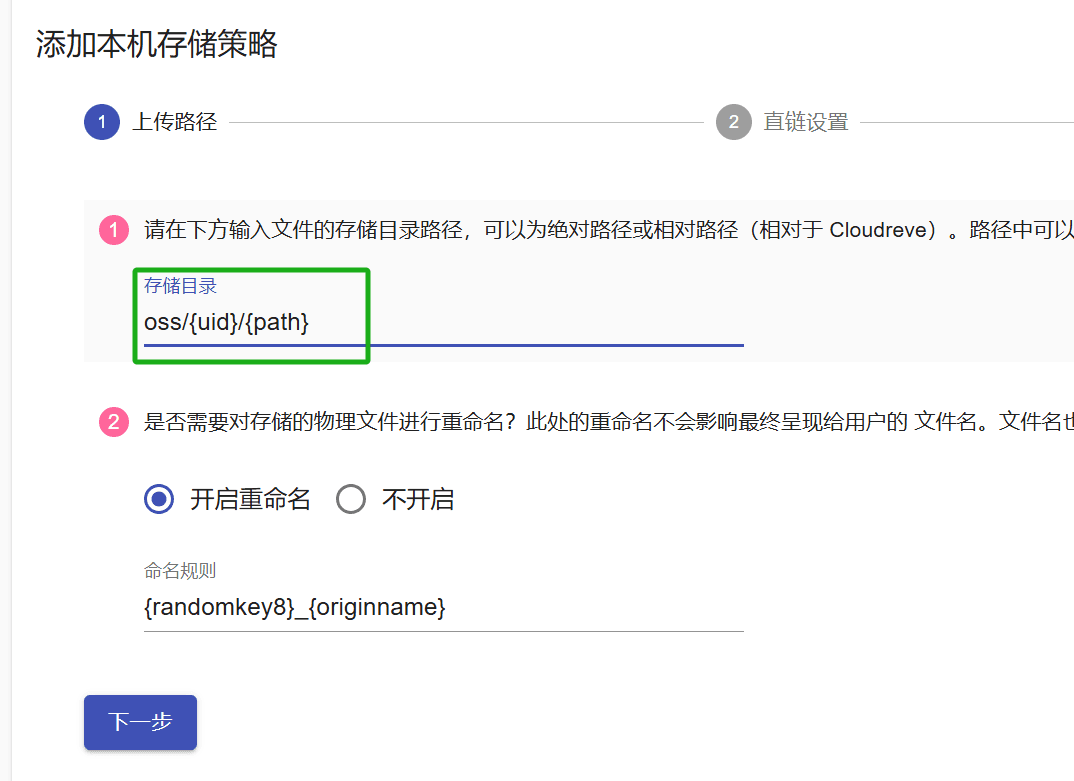 添加本机存储策略
1 上传路径 2 直链设置
1 请在下方输入文件的存储目录路径，可以为绝对路径或相对路径（相对于 Cloudreve）。路径中可以
存储目录
oss/{uid}/{path}
2 是否需要对存储的物理文件进行重命名？此处的重命名不会影响最终呈现给用户的 文件名。文件名也
开启重命名 不开启
命名规则
{randomkey8}_{originname}
下一步